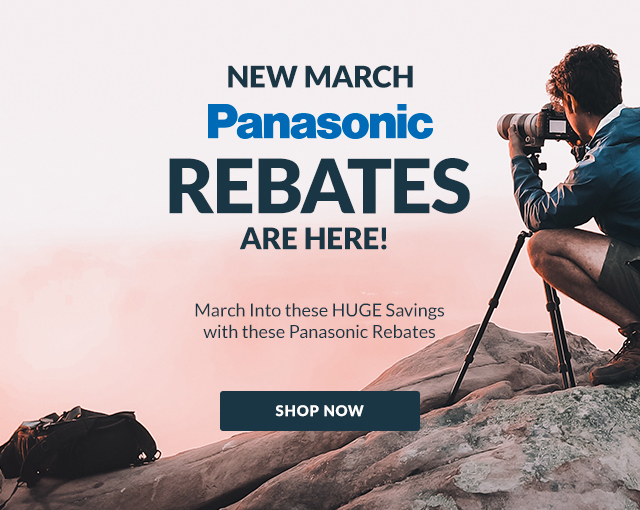 NEW MARCH
Panasonic
REBATES
ARE HERE!
March Into these HUGE Savings
with these Panasonic Rebates
SHOP NOW